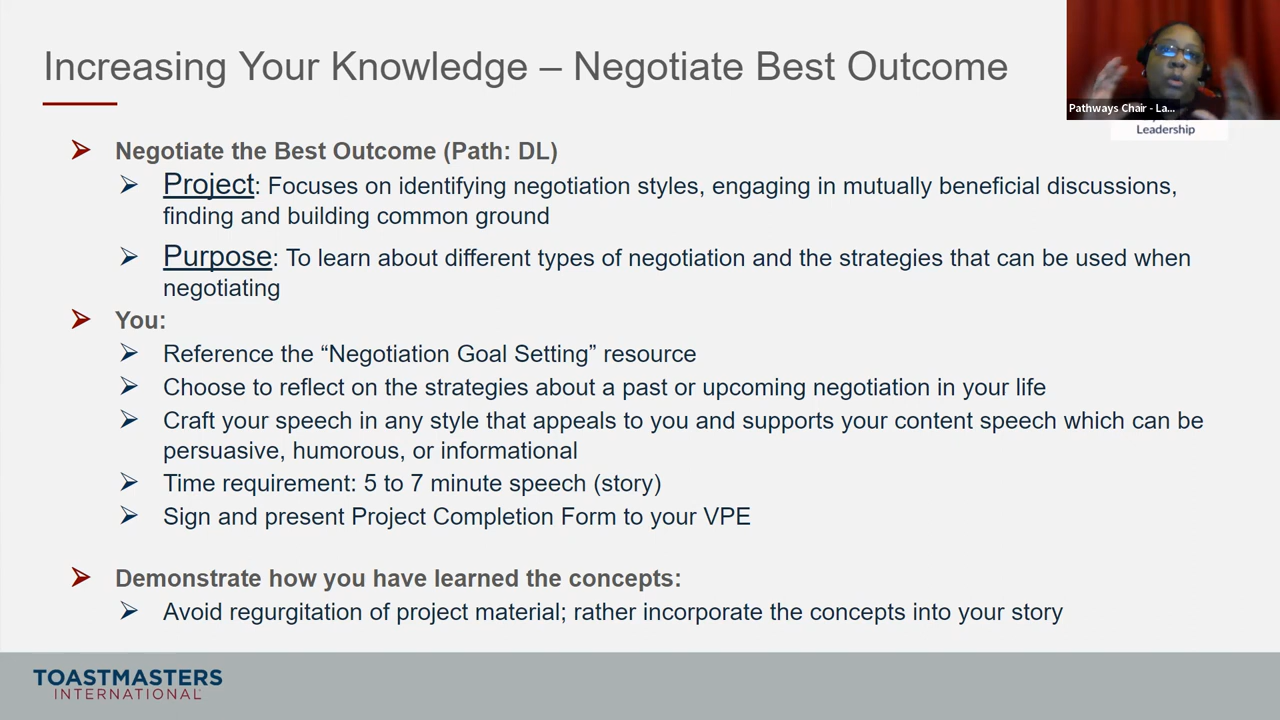 Increasing Your Knowledge – Negotiate Best Outcome
Pathways Chair - La...
Leadership
Negotiate the Best Outcome (Path: DL)
Project: Focuses on identifying negotiation styles, engaging in mutually beneficial discussions,
finding and building common ground
Purpose: To learn about different types of negotiation and the strategies that can be used when
negotiating
You:
Reference the “Negotiation Goal Setting” resource
Choose to reflect on the strategies about a past or upcoming negotiation in your life
Craft your speech in any style that appeals to you and supports your content speech which can be
persuasive, humorous, or informational
Time requirement: 5 to 7 minute speech (story)
Sign and present Project Completion Form to your VPE
Demonstrate how you have learned the concepts:
Avoid regurgitation of project material; rather incorporate the concepts into your story
TOASTMASTERS
INTERNATIONAL